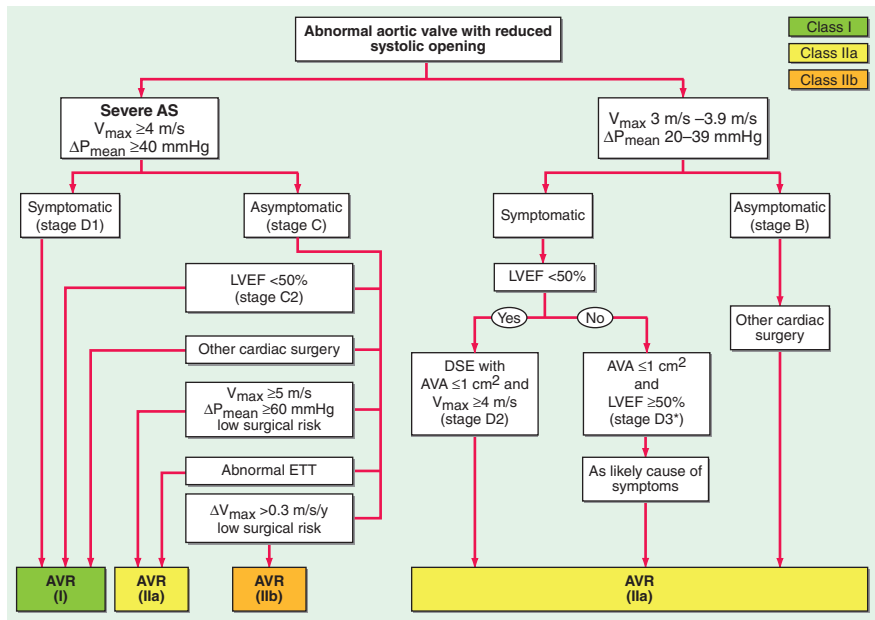 Abnormal aortic valve with reduced
systolic opening
Class I
Class IIa
Class IIb
Severe AS
Vmax ≥4 m/s
ΔPmean ≥40 mmHg
Vmax 3 m/s –3.9 m/s
ΔPmean 20–39 mmHg
Symptomatic
(stage D1)
Asymptomatic
(stage C)
Symptomatic
Asymptomatic
(stage B)
LVEF <50%
(stage C2)
LVEF <50%
Other cardiac surgery
Yes
No
Other cardiac
surgery
Vmax ≥5 m/s
ΔPmean ≥60 mmHg
low surgical risk
DSE with
AVA ≤1 cm2 and
Vmax ≥4 m/s
(stage D2)
AVA ≤1 cm2
and
LVEF ≥50%
(stage D3*)
Abnormal ETT
As likely cause of
symptoms
ΔVmax >0.3 m/s/y
low surgical risk
AVR
(I)
AVR
(IIa)
AVR
(IIb)
AVR
(IIa)